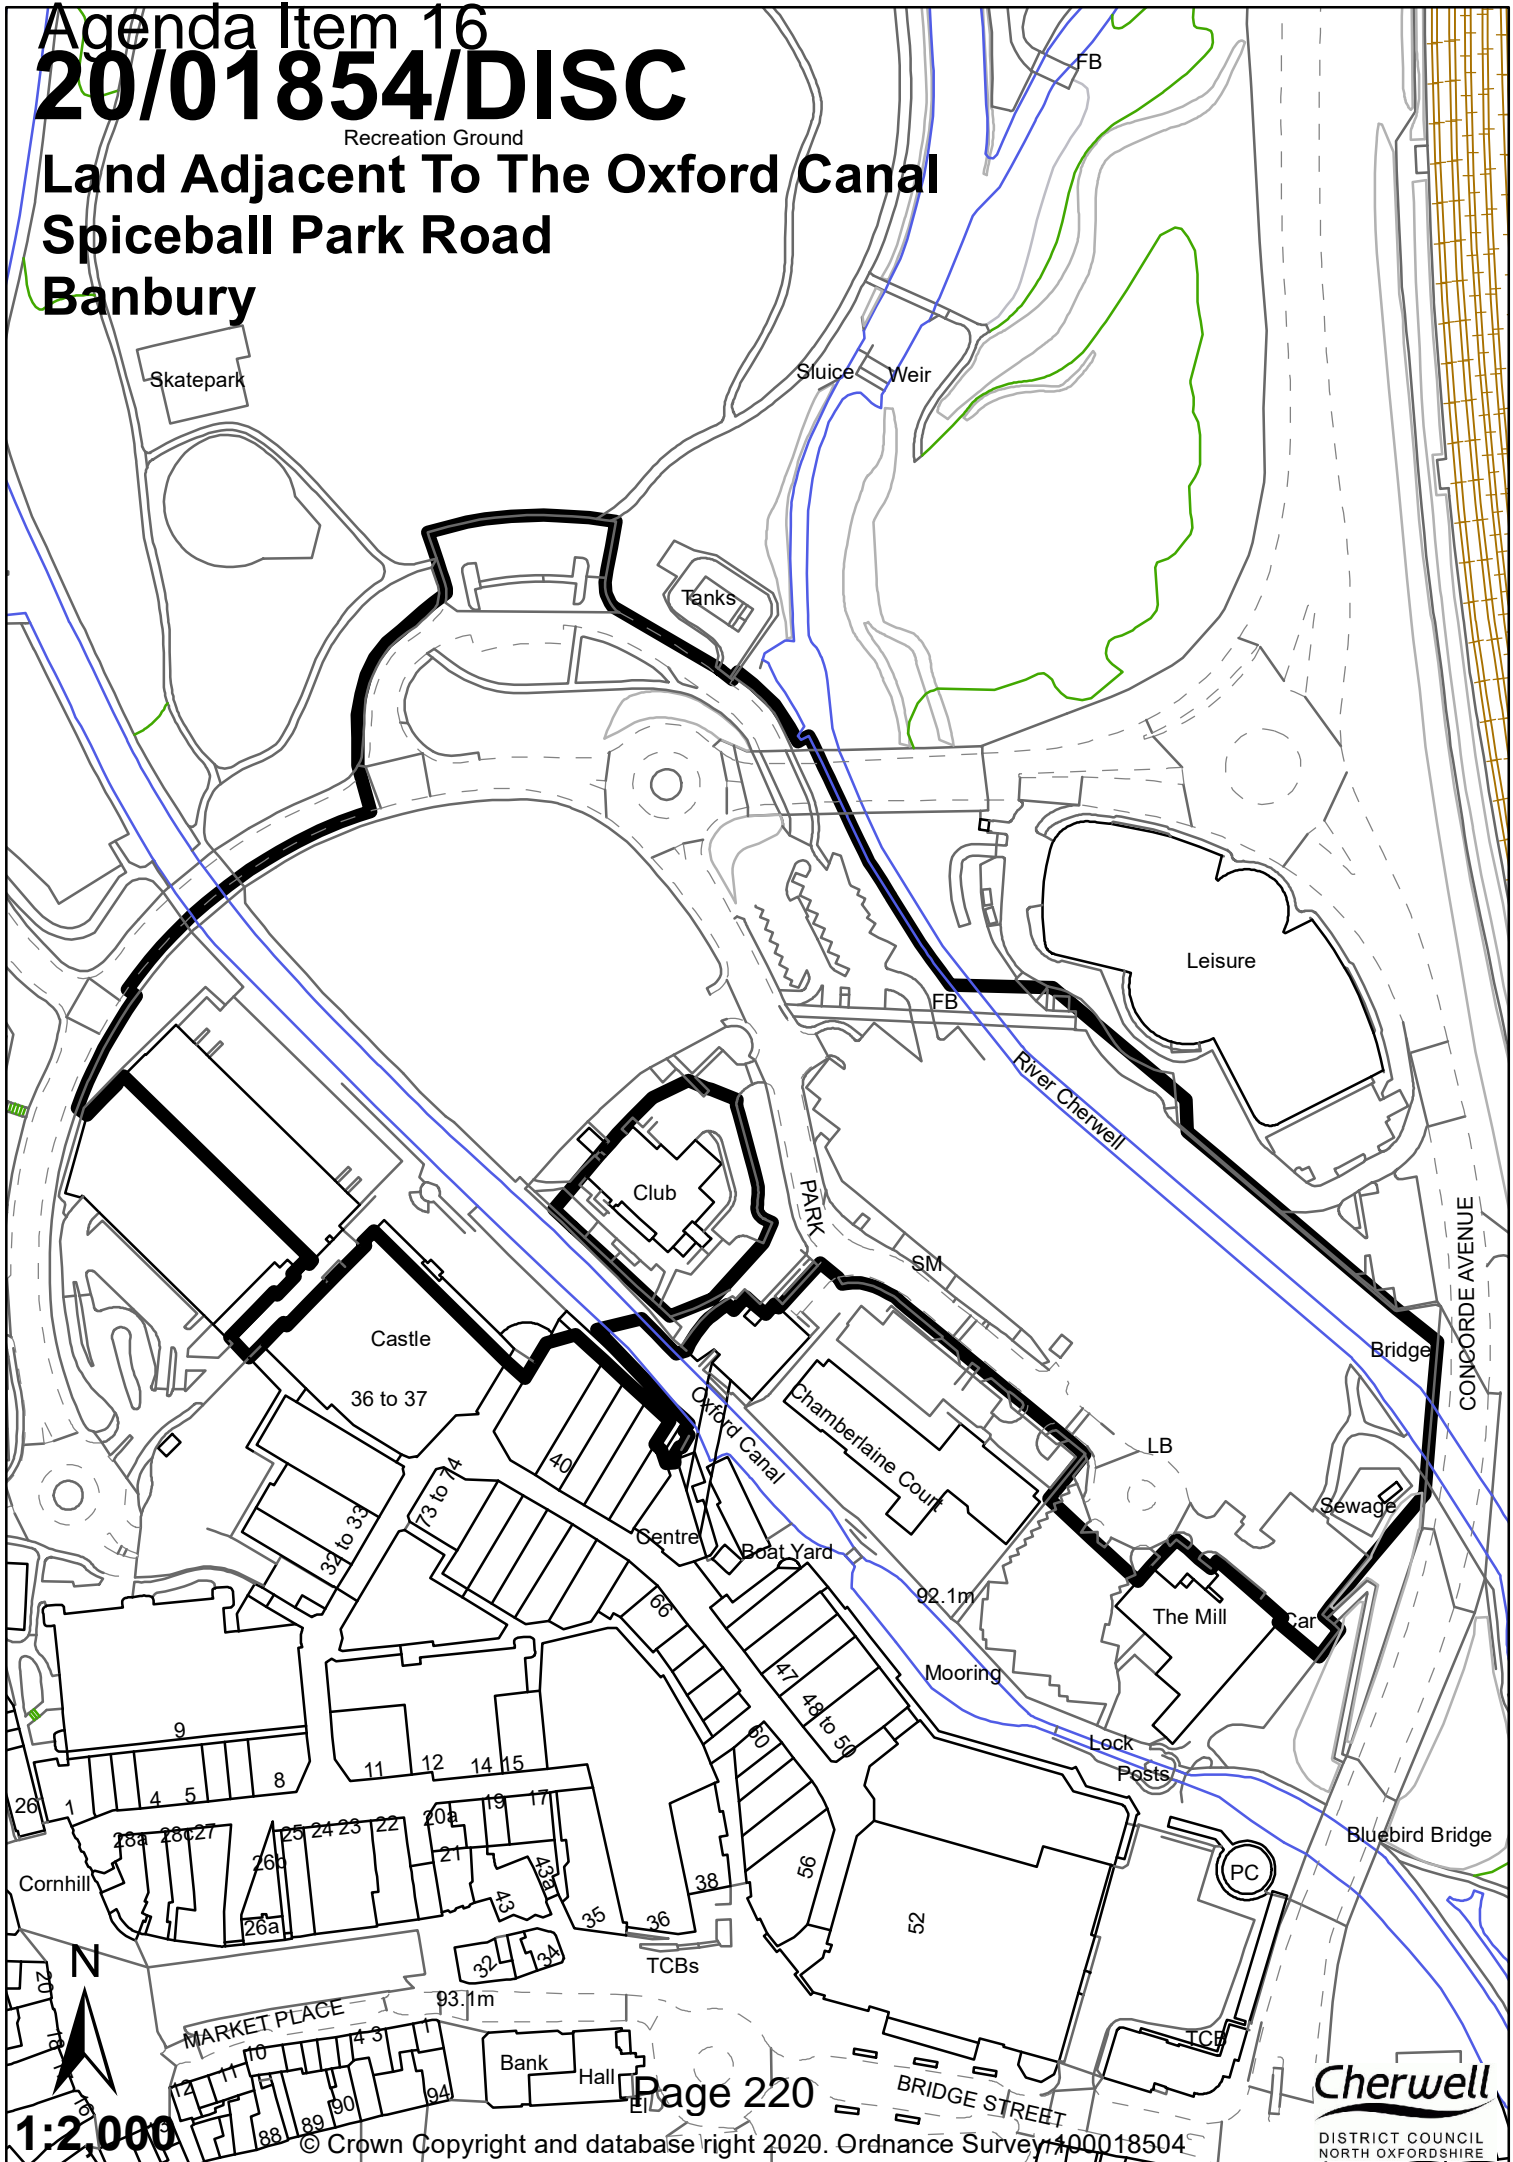 Agenda Item 16
20/01854/DISC
Recreation Ground
Land Adjacent To The Oxford Canal
Spiceball Park Road
Banbury
FB
Skatepark
Sluice
Weir
Tanks
Leisure
FB
River Cherwell
Club
PARK
SM
CONCORDE AVENUE
Castle
Bridge
36 to 37
Oxford Canal
Chamberlaine Court
LB
40
73 to 74
Sewage
32 to 33
Centre
Boat Yard
92.1m
66
The Mill
Car
47
48 to 50
Mooring
9
60
Lock
Posts
11
12
14
15
8
4
5
1
26
19
17
20a
22
23
24
25
27
28c
28a
21
26b
43a
43
56
Bluebird Bridge
PC
Cornhill
38
35
36
52
26a
34
32
TCBs
N
20
93.1m
MARKET PLACE
18
1
4 3
10
11
12
TCB
Bank
Hall
El
Page 220
BRIDGE STREET
16
94
90
89
88
Cherwell
DISTRICT COUNCIL
NORTH OXFORDSHIRE
1:2,000
© Crown Copyright and database right 2020. Ordnance Survey 100018504